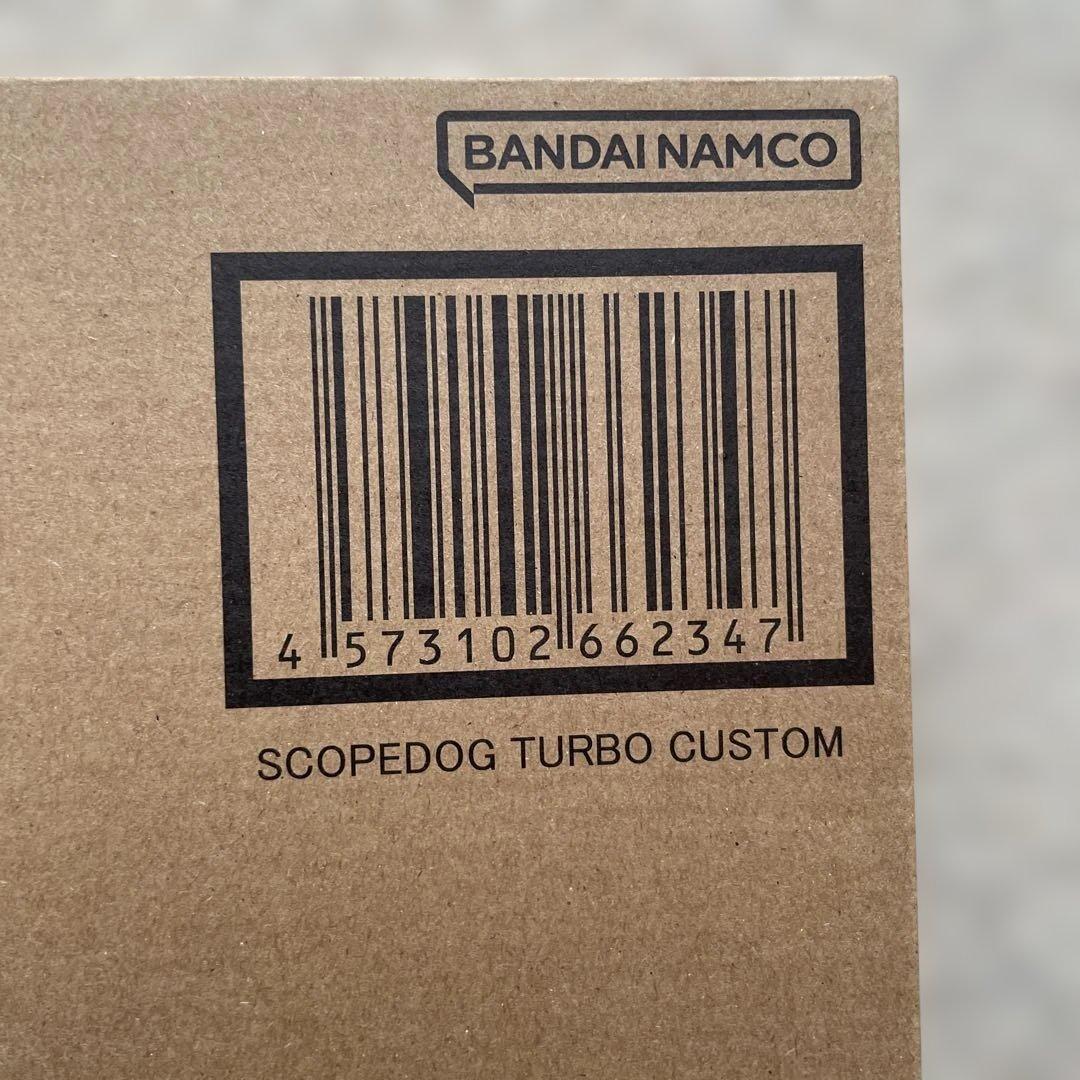 BANDAI NAMCO
4 573102 662347
SCOPEDOG TURBO CUSTOM